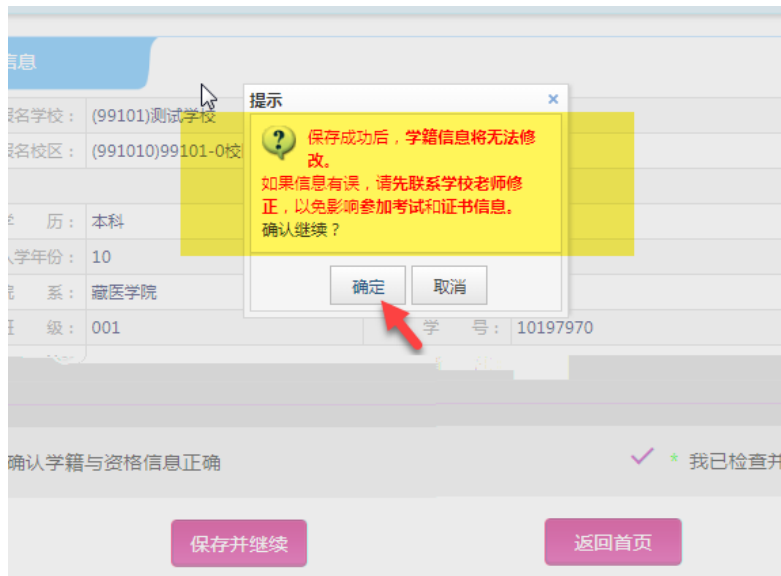 信息
提示
报名学校： (99101)测试学校
报名校区： (991010)99101-0校
保存成功后，学籍信息将无法修
改。
如果信息有误，请先联系学校老师修
正，以免影响参加考试和证书信息。
确认继续？
学 历： 本科
入学年份： 10
院 系： 藏医学院
确定 取消
班 级： 001 学 号： 10197970
确认学籍与资格信息正确 * 我已检查并
保存并继续 返回首页